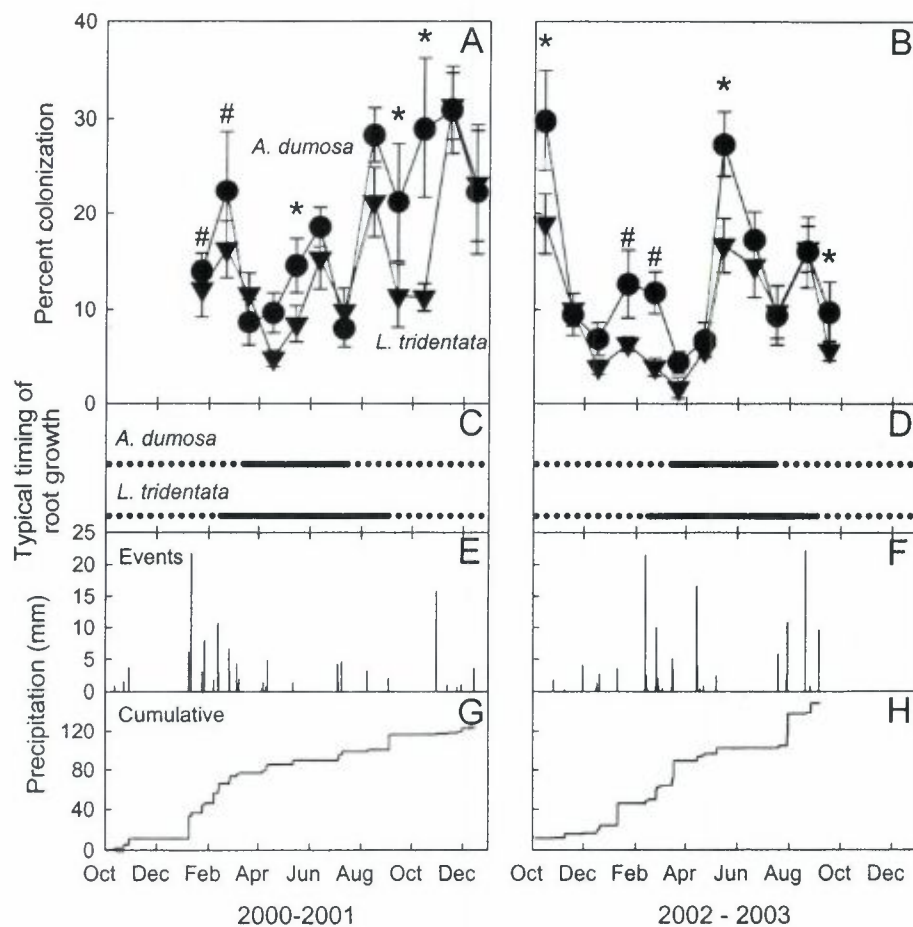 A
B
Percent colonization
40
30
20
10
0
#
#
*
*
*
A. dumosa
L. tridentata
*
#
#
*
*
Typical timing of
root growth
C
D
A. dumosa
L. tridentata
Precipitation (mm)
25
20
15
10
5
0
Events
E
F
120
80
40
0
Cumulative
G
H
Oct Dec Feb Apr Jun Aug Oct Dec
Oct Dec Feb Apr Jun Aug Oct Dec
2000-2001
2002 - 2003